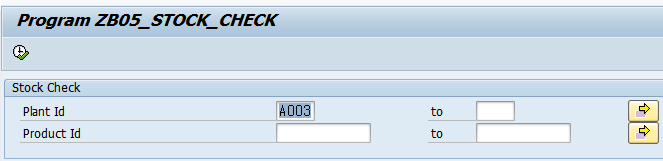 Program ZB05_STOCK_CHECK
Stock Check
Plant Id A003 to
Product Id to